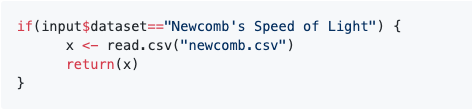 if(input$dataset=="Newcomb's Speed of Light") {
      x <- read.csv("newcomb.csv")
      return(x)
}